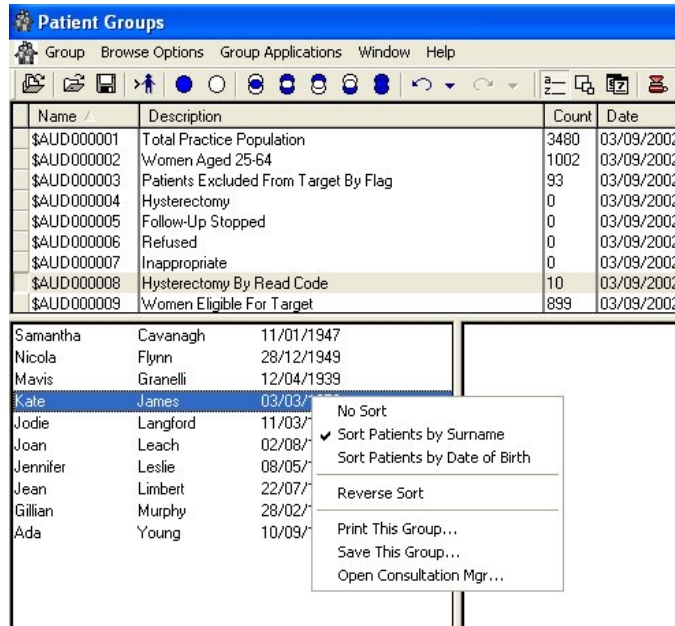 Patient Groups
Group Browse Options Group Applications Window Help
Name Description Count Date
$AUD000001 Total Practice Population 3480 03/09/2002
$AUD000002 Women Aged 25-64 1002 03/09/2002
$AUD000003 Patients Excluded From Target By Flag 93 03/09/2002
$AUD000004 Hysterectomy 0 03/09/2002
$AUD000005 Follow-Up Stopped 0 03/09/2002
$AUD000006 Refused 0 03/09/2002
$AUD000007 Inappropriate 0 03/09/2002
$AUD000008 Hysterectomy By Read Code 10 03/09/2002
$AUD000009 Women Eligible For Target 899 03/09/2002
Samantha Cavanagh 11/01/1947
Nicola Flynn 28/12/1949
Mavis Granelli 12/04/1939
Kate James 03/03/
Jodie Langford 11/03/
Joan Leach 02/08/
Jennifer Leslie 08/05/
Jean Limbert 22/07/
Gillian Murphy 28/02/
Ada Young 10/09/
No Sort
Sort Patients by Surname
Sort Patients by Date of Birth
Reverse Sort
Print This Group...
Save This Group...
Open Consultation Mgr...